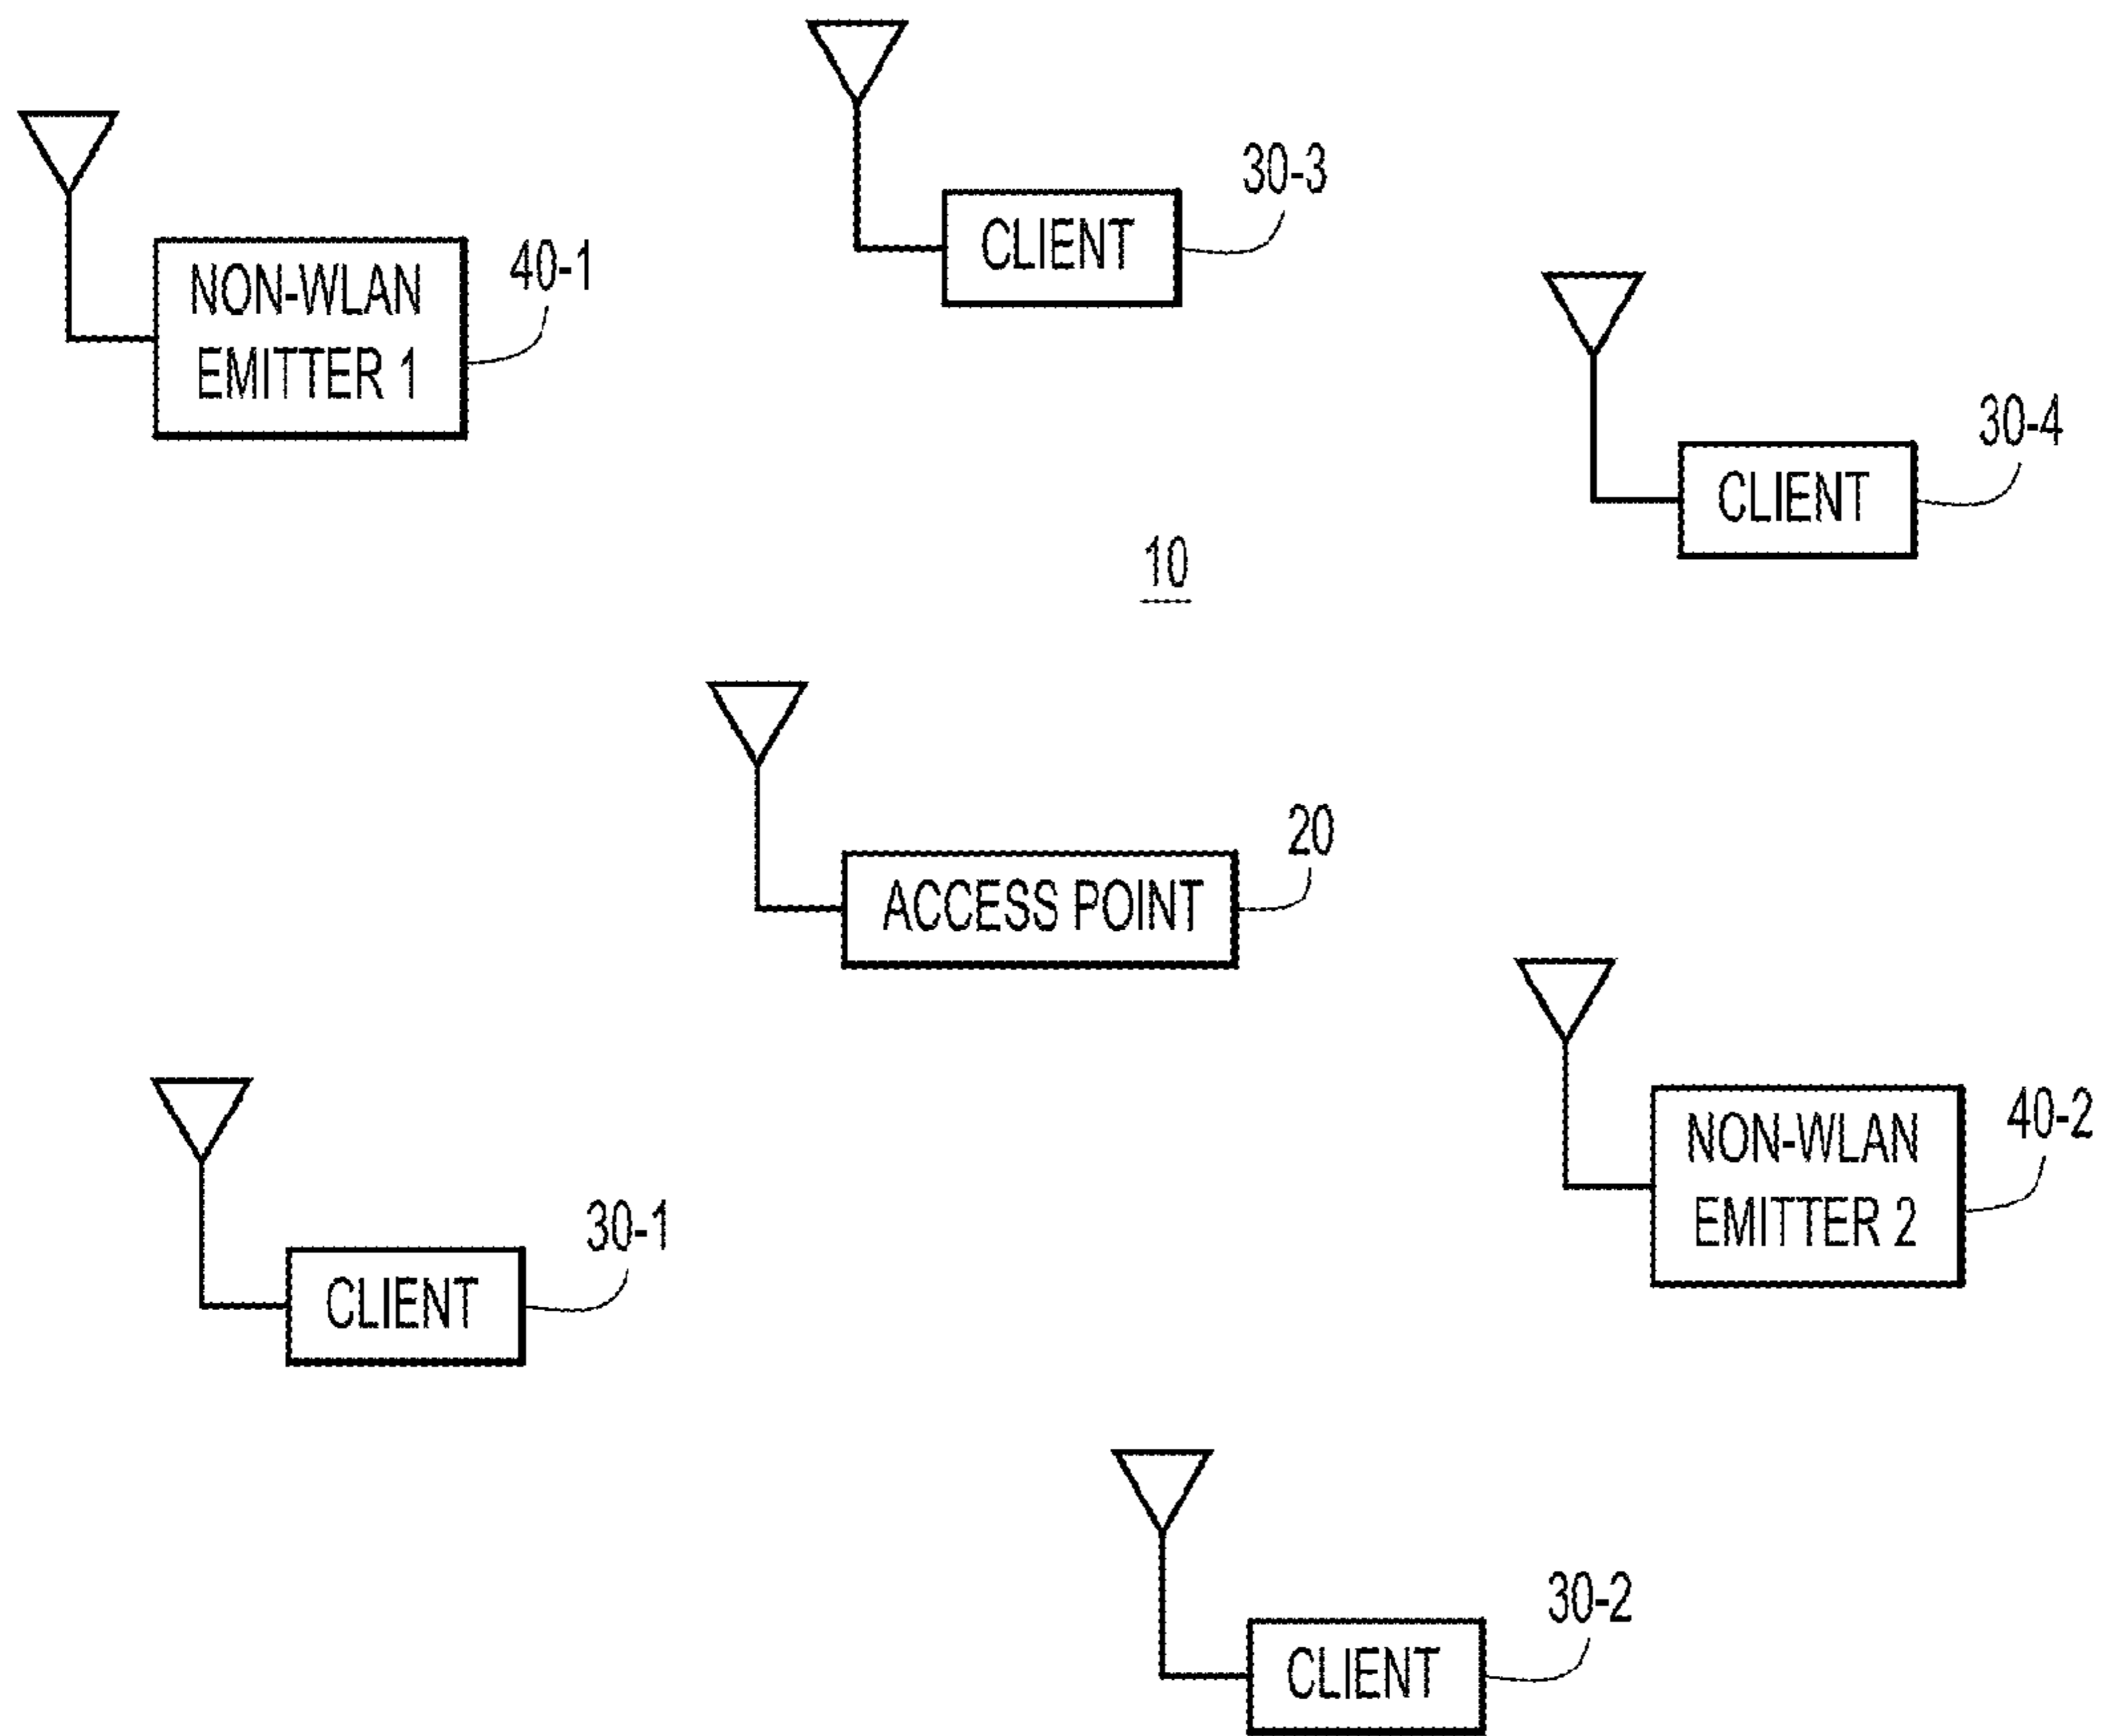 30-3
CLIENT
40-1
NON-WLAN
EMITTER 1
30-4
CLIENT
10
20
ACCESS POINT
40-2
NON-WLAN
EMITTER 2
30-1
CLIENT
30-2
CLIENT